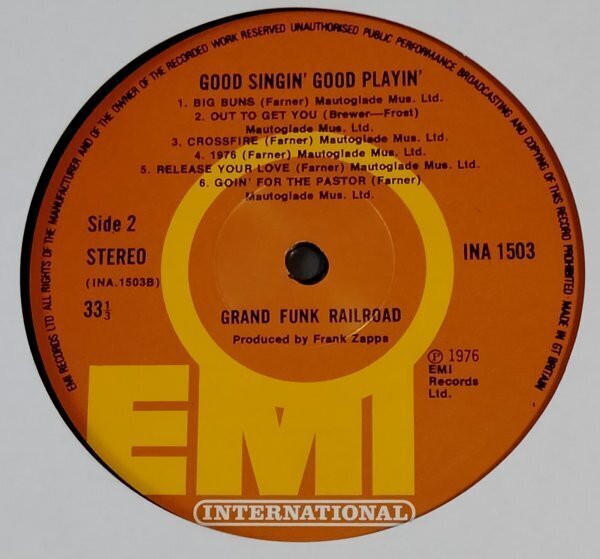 EMI RECORDS LTD ALL RIGHTS OF THE MANUFACTURER AND OF THE OWNER OF THE RECORDED WORK RESERVED UNAUTHORISED PUBLIC PERFORMANCE BROADCASTING AND COPYING OF THIS RECORD PROHIBITED MADE IN GT BRITAIN
GOOD SINGIN' GOOD PLAYIN'
1. BIG BUNS (Farner) Mautoglade Mus. Ltd.
2. OUT TO GET YOU (Brewer—Frost)
Mautoglade Mus. Ltd.
3. CROSSFIRE (Farner) Mautoglade Mus. Ltd.
4. 1976 (Farner) Mautoglade Mus. Ltd.
5. RELEASE YOUR LOVE (Farner) Mautoglade Mus. Ltd.
6. GOIN' FOR THE PASTOR (Farner)
Mautoglade Mus. Ltd.
Side 2
STEREO
(INA.1503B)
33⅓
INA 1503
GRAND FUNK RAILROAD
Produced by Frank Zappa
℗ 1976
EMI
Records
Ltd.
EMI
INTERNATIONAL